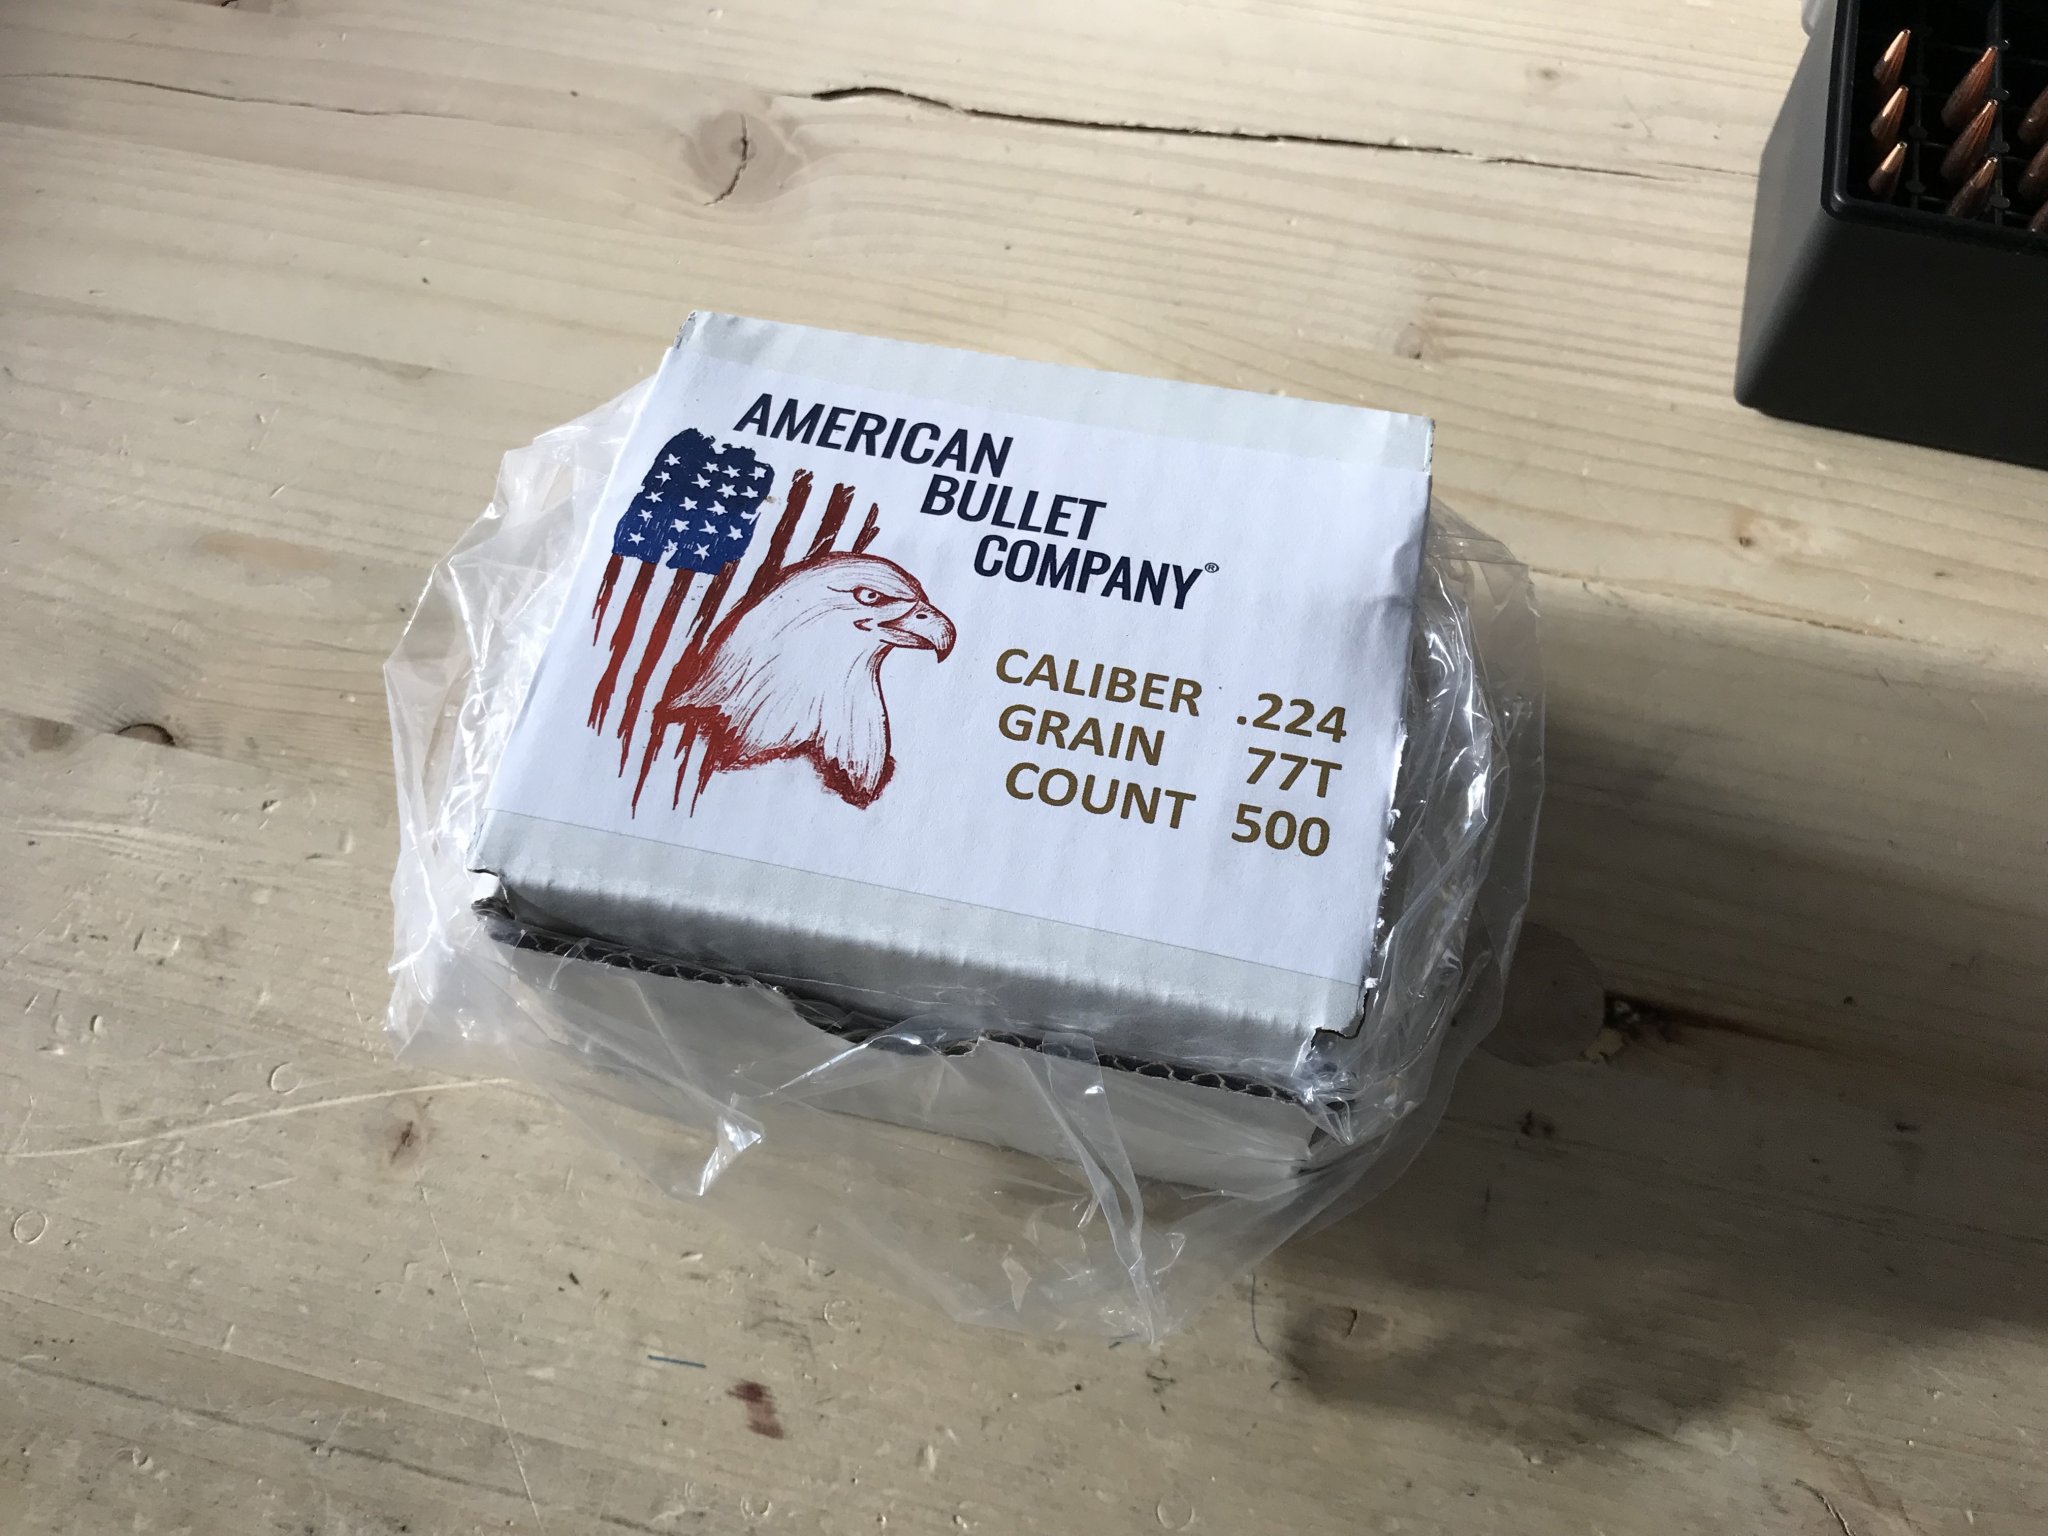 AMERICAN
BULLET
COMPANY®
CALIBER .224
GRAIN 77T
COUNT 500